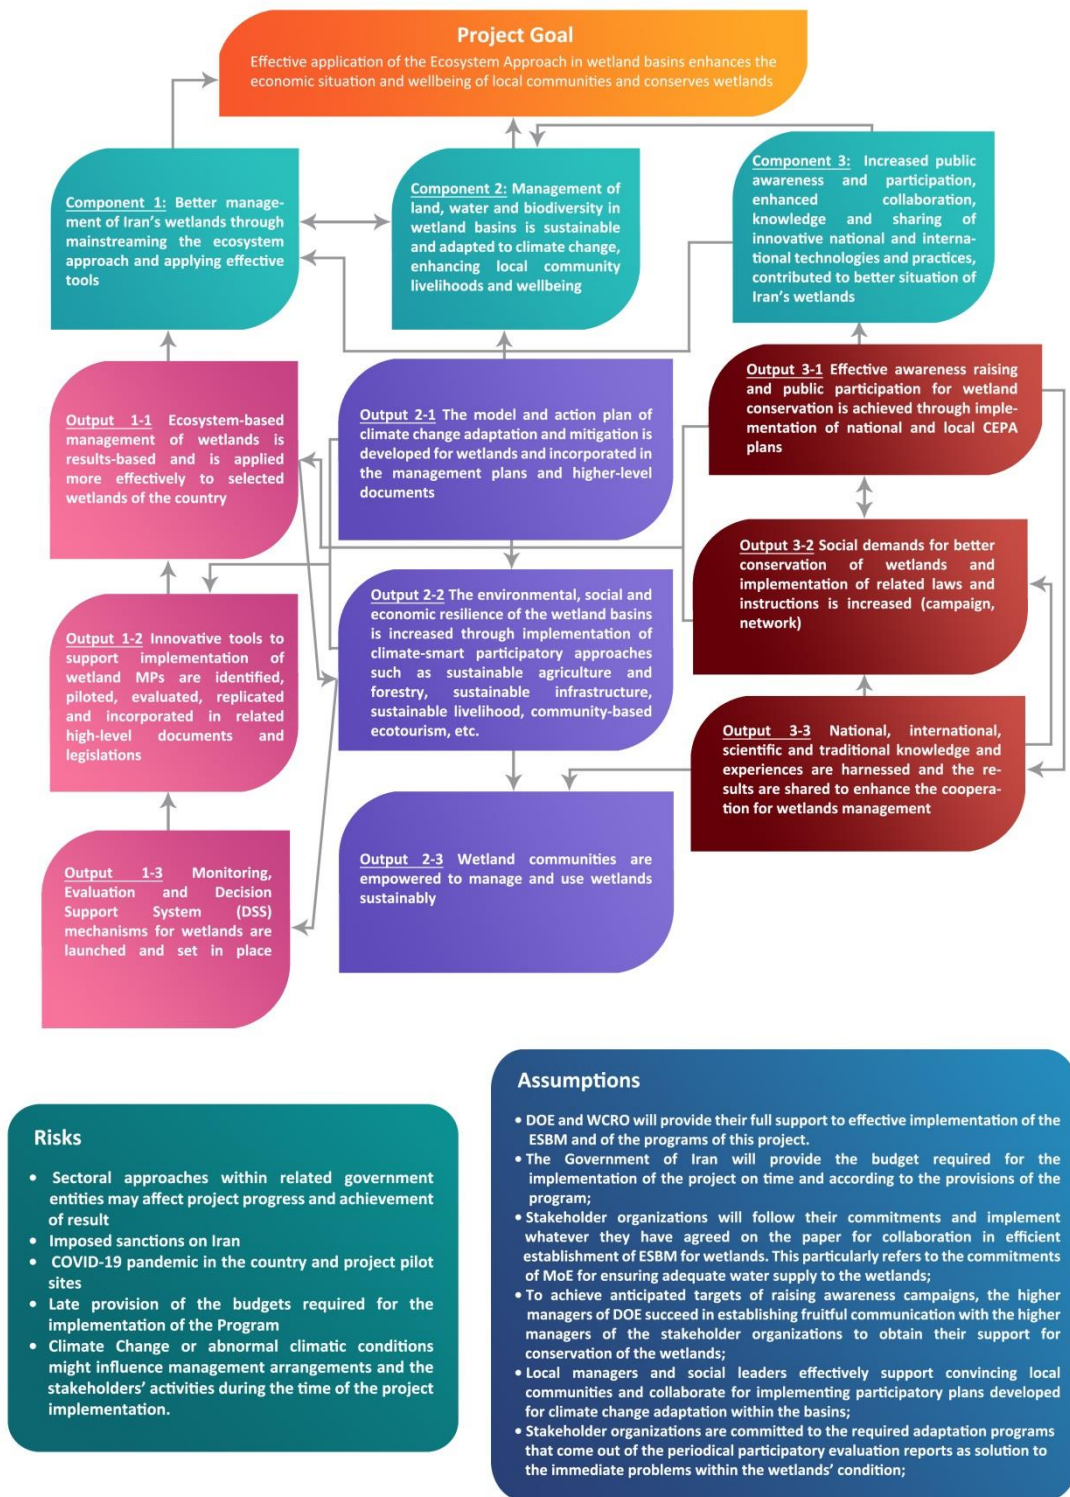 Project Goal
Effective application of the Ecosystem Approach in wetland basins enhances the
economic situation and wellbeing of local communities and conserves wetlands
Component 1: Better manage-
ment of Iran's wetlands through
mainstreaming the ecosystem
approach and applying effective
tools
Component 2: Management of
land, water and biodiversity in
wetland basins is sustainable
and adapted to climate change,
enhancing local community
livelihoods and wellbeing
Component 3: Increased public
awareness and participation,
enhanced collaboration,
knowledge and sharing of
innovative national and interna-
tional technologies and practices,
contributed to better situation of
Iran's wetlands
Output 1-1 Ecosystem-based
management of wetlands is
results-based and is applied
more effectively to selected
wetlands of the country
Output 2-1 The model and action plan of
climate change adaptation and mitigation is
developed for wetlands and incorporated in
the management plans and higher-level
documents
Output 3-1 Effective awareness raising
and public participation for wetland
conservation is achieved through imple-
mentation of national and local CEPA
plans
Output 1-2 Innovative tools to
support implementation of
wetland MPs are identified,
piloted, evaluated, replicated
and incorporated in related
high-level documents and
legislations
Output 2-2 The environmental, social and
economic resilience of the wetland basins
is increased through implementation of
climate-smart participatory approaches
such as sustainable agriculture and
forestry, sustainable infrastructure,
sustainable livelihood, community-based
ecotourism, etc.
Output 3-2 Social demands for better
conservation of wetlands and
implementation of related laws and
instructions is increased (campaign,
network)
Output 3-3 National, international,
scientific and traditional knowledge and
experiences are harnessed and the re-
sults are shared to enhance the coopera-
tion for wetlands management
Output 1-3 Monitoring,
Evaluation and Decision
Support System (DSS)
mechanisms for wetlands are
launched and set in place
Output 2-3 Wetland communities are
empowered to manage and use wetlands
sustainably
Risks
• Sectoral approaches within related government
entities may affect project progress and achievement
of result
• Imposed sanctions on Iran
• COVID-19 pandemic in the country and project pilot
sites
• Late provision of the budgets required for the
implementation of the Program
• Climate Change or abnormal climatic conditions
might influence management arrangements and the
stakeholders' activities during the time of the project
implementation.
Assumptions
• DOE and WCRO will provide their full support to effective implementation of the
ESBM and of the programs of this project.
• The Government of Iran will provide the budget required for the
implementation of the project on time and according to the provisions of the
program;
• Stakeholder organizations will follow their commitments and implement
whatever they have agreed on the paper for collaboration in efficient
establishment of ESBM for wetlands. This particularly refers to the commitments
of MoE for ensuring adequate water supply to the wetlands;
• To achieve anticipated targets of raising awareness campaigns, the higher
managers of DOE succeed in establishing fruitful communication with the higher
managers of the stakeholder organizations to obtain their support for
conservation of the wetlands;
• Local managers and social leaders effectively support convincing local
communities and collaborate for implementing participatory plans developed
for climate change adaptation within the basins;
• Stakeholder organizations are committed to the required adaptation programs
that come out of the periodical participatory evaluation reports as solution to
the immediate problems within the wetlands' condition;